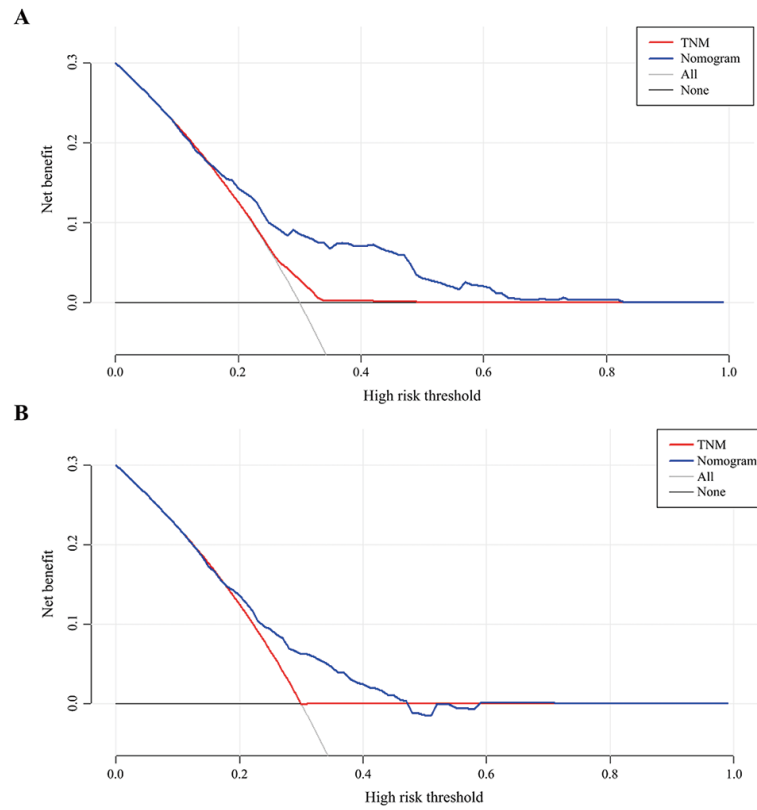 A
TNM
Nomogram
All
None
Net benefit
0.3
0.2
0.1
0.0
0.0 0.2 0.4 0.6 0.8 1.0
High risk threshold
B
TNM
Nomogram
All
None
Net benefit
0.3
0.2
0.1
0.0
0.0 0.2 0.4 0.6 0.8 1.0
High risk threshold